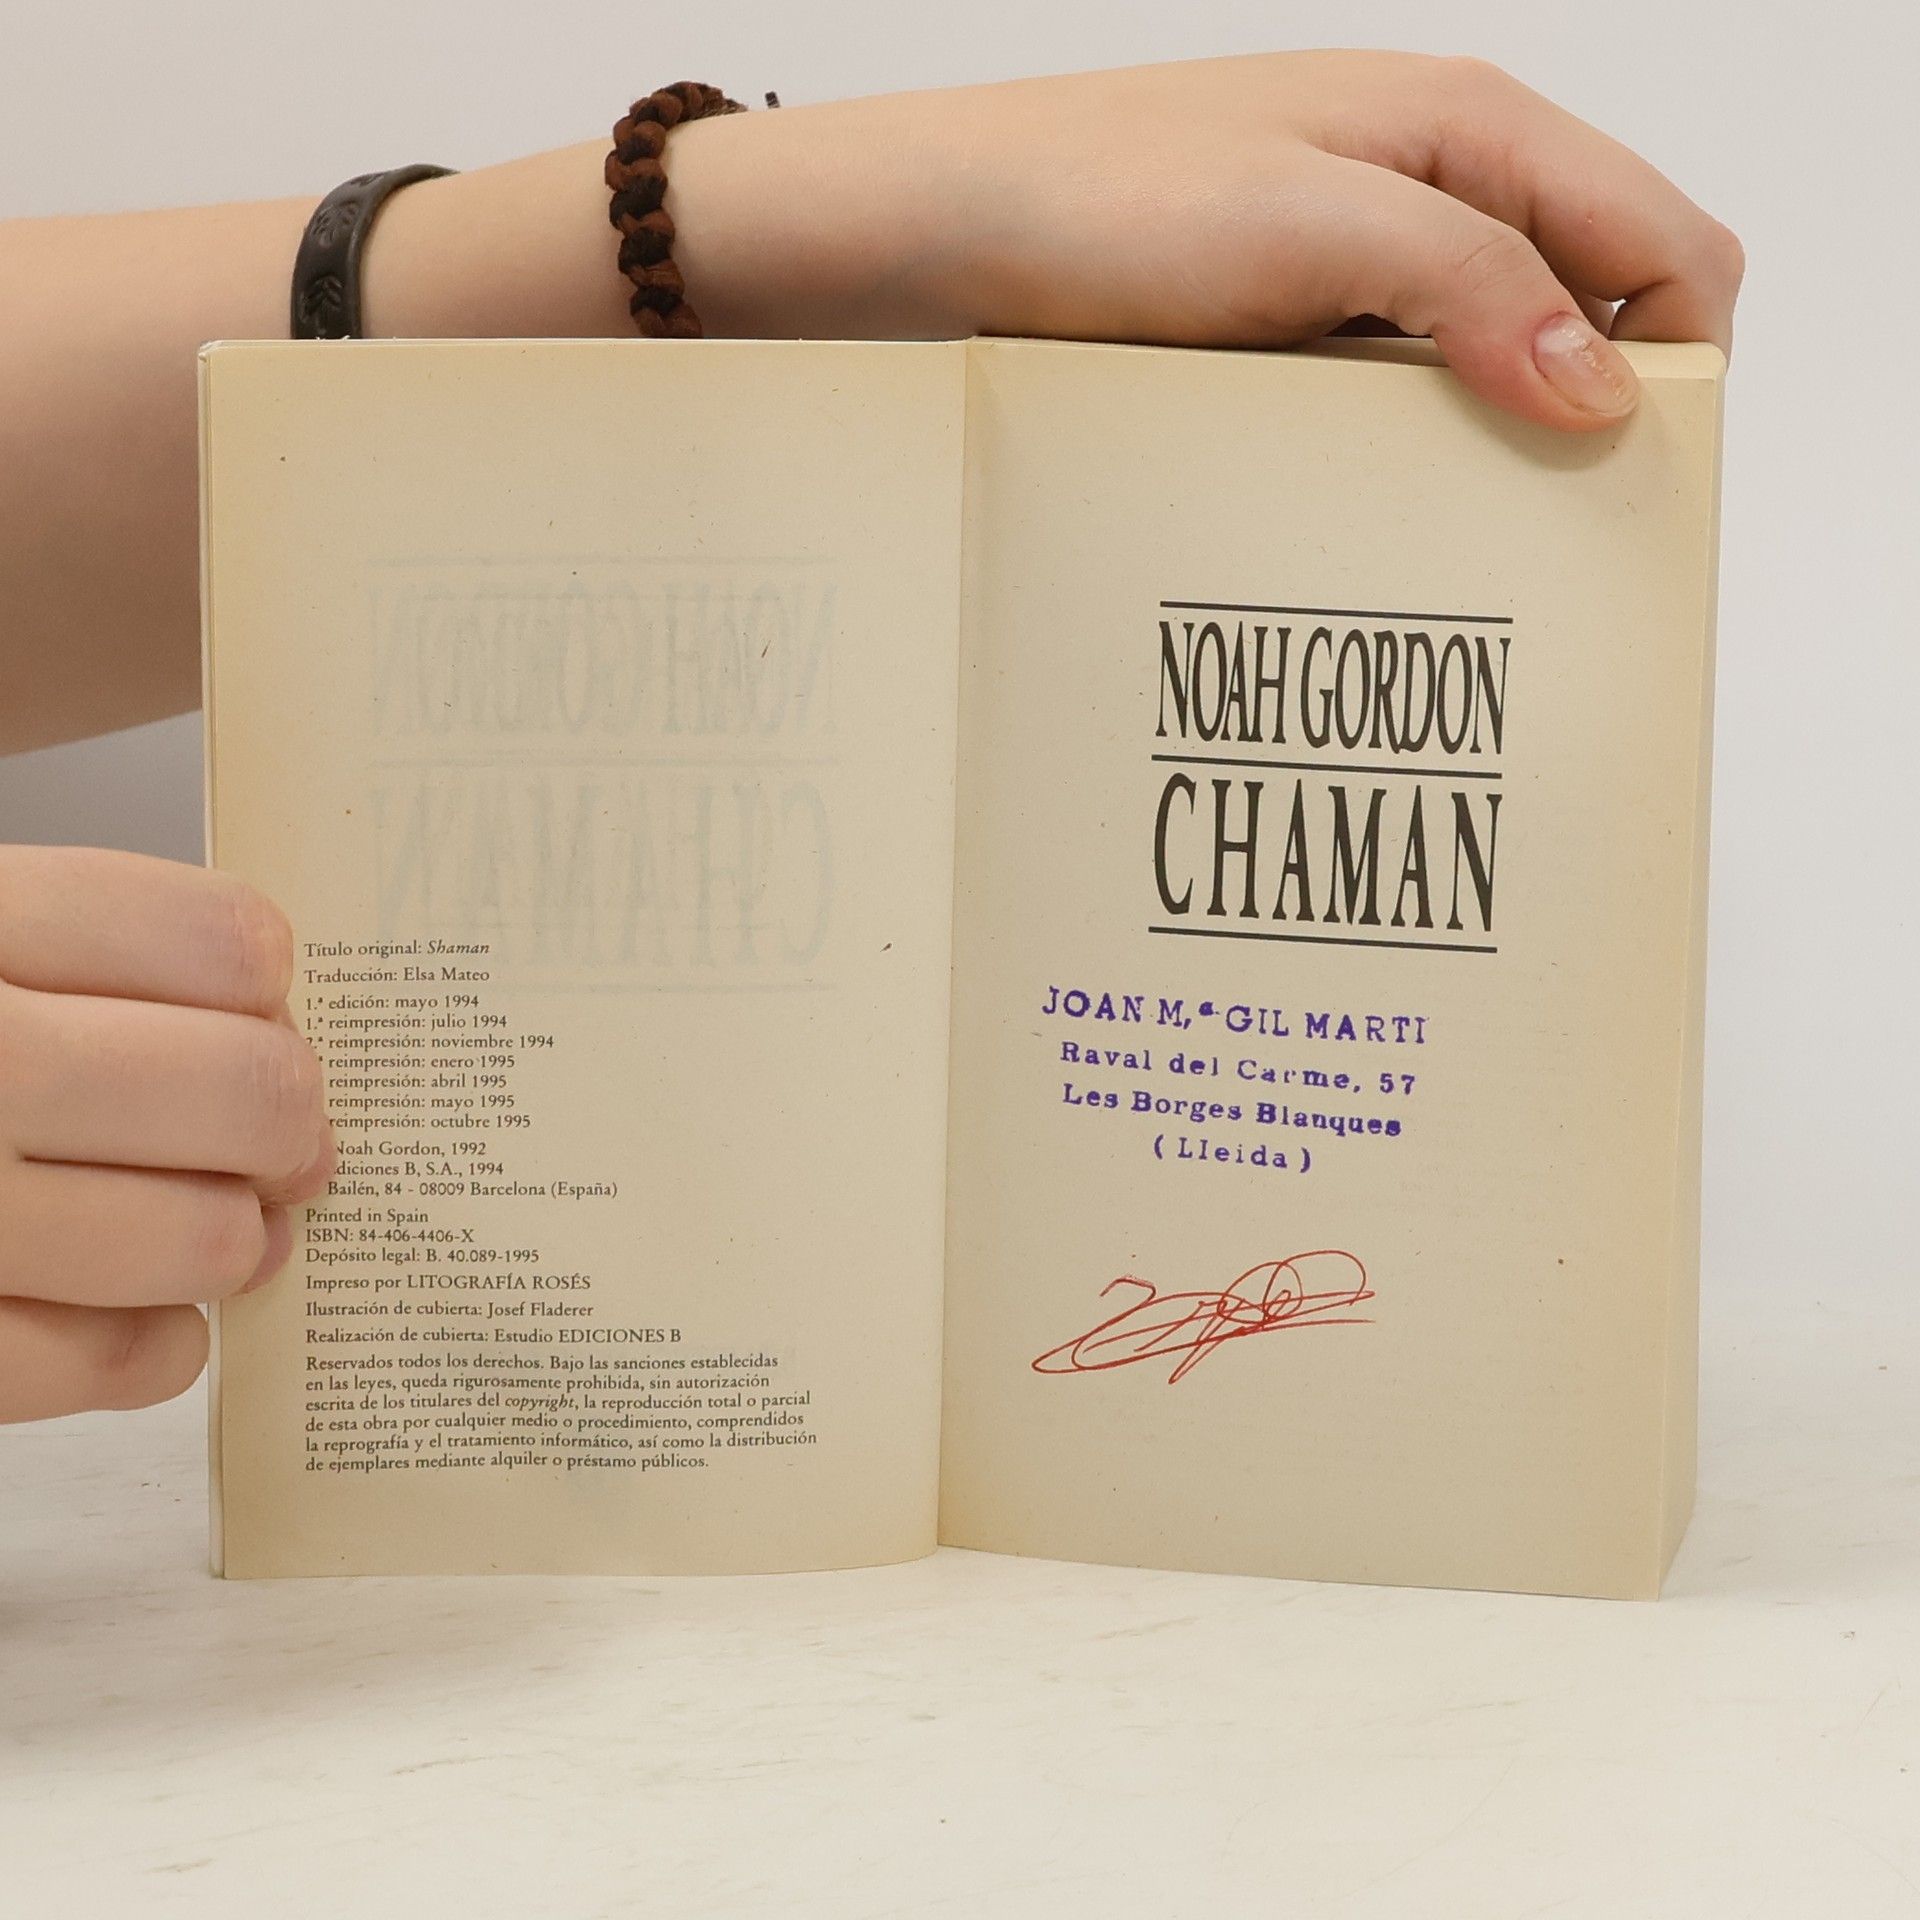 Título original: Shaman
Traducción: Elsa Mateo
1.ª edición: mayo 1994
1.ª reimpresión: julio 1994
2.ª reimpresión: noviembre 1994
reimpresión: enero 1995
reimpresión: abril 1995
reimpresión: mayo 1995
reimpresión: octubre 1995
Noah Gordon, 1992
diciones B, S.A., 1994
Bailén, 84 - 08009 Barcelona (España)
Printed in Spain
ISBN: 84-406-4406-X
Depósito legal: B. 40.089-1995
Impreso por LITOGRAFÍA ROSÉS
Ilustración de cubierta: Josef Fladerer
Realización de cubierta: Estudio EDICIONES B
Reservados todos los derechos. Bajo las sanciones establecidas
en las leyes, queda rigurosamente prohibida, sin autorización
escrita de los titulares del copyright, la reproducción total o parcial
de esta obra por cualquier medio o procedimiento, comprendidos
la reprografía y el tratamiento informático, así como la distribución
de ejemplares mediante alquiler o préstamo públicos.
NOAH GORDON
CHAMAN
JOAN M,ª GIL MARTI
Raval del Carme, 57
Les Borges Blanques
(Lleida)